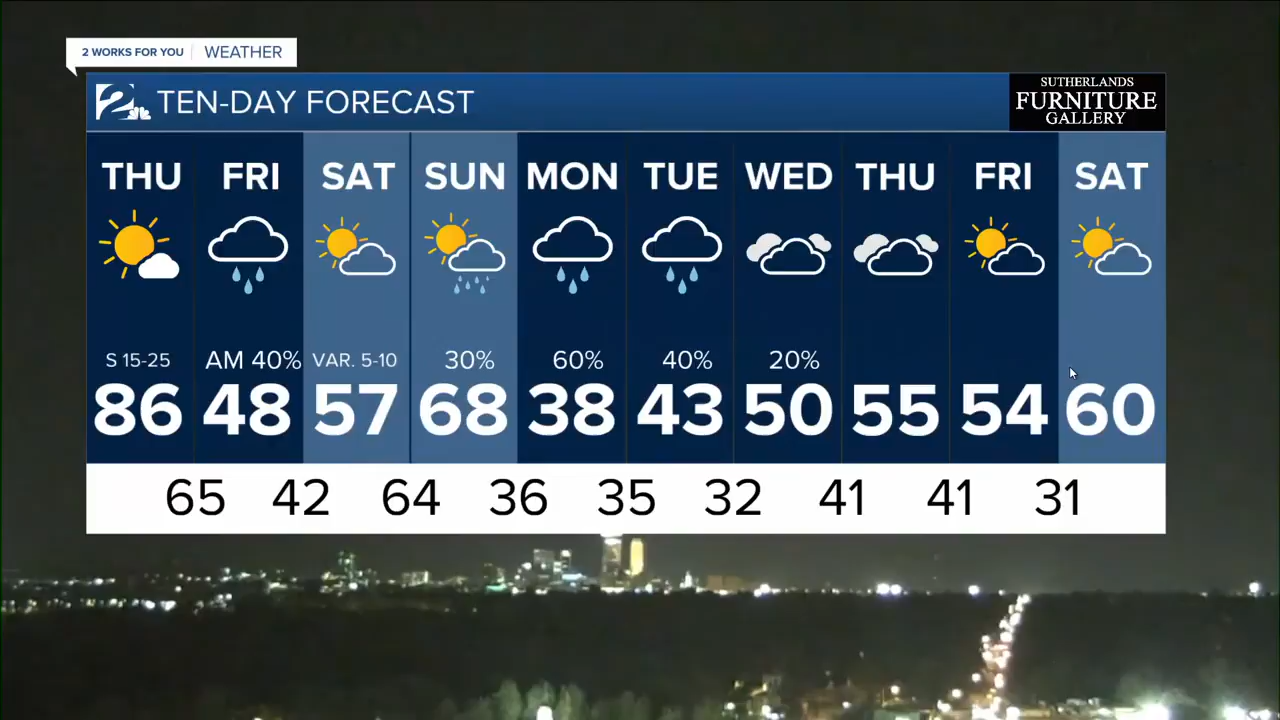 2 WORKS FOR YOU WEATHER
2 TEN-DAY FORECAST
SUTHERLANDS
FURNITURE
GALLERY
THU FRI SAT SUN MON TUE WED THU FRI SAT
S 15-25 AM 40% VAR. 5-10 30% 60% 40% 20%
86 48 57 68 38 43 50 55 54 60
65 42 64 36 35 32 41 41 31